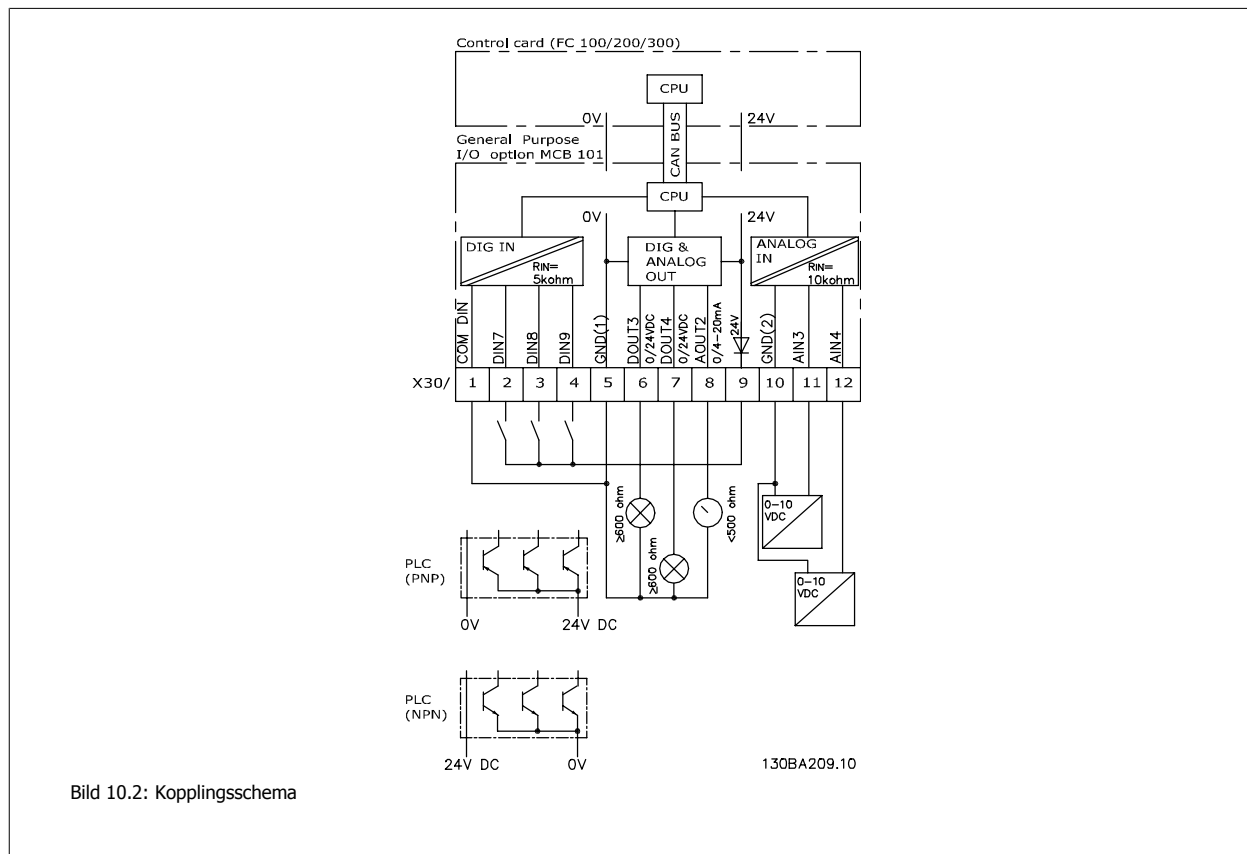 Control card (FC 100/200/300)
CPU
0V
24V
CAN BUS
General Purpose
I/O option MCB 101
CPU
0V
24V
DIG IN
RIN=
5kohm
DIG &
ANALOG
OUT
ANALOG
IN
RIN=
10kohm
COM DIN
DIN7
DIN8
DIN9
GND(1)
DOUT3
0/24VDC
DOUT4
0/24VDC
AOUT2
0/4-20mA
24V
GND(2)
AIN3
AIN4
X30/ 1 2 3 4 5 6 7 8 9 10 11 12
≥600 ohm
≥600 ohm
<500 ohm
0-10
VDC
0-10
VDC
PLC
(PNP)
0V 24V DC
PLC
(NPN)
24V DC 0V
130BA209.10
Bild 10.2: Kopplingsschema